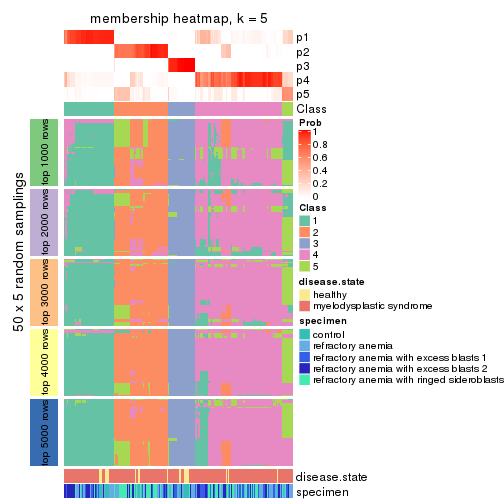 membership heatmap, k = 5
p1
p2
p3
p4
p5
Class
50 x 5 random samplings
top 1000 rows
top 2000 rows
top 3000 rows
top 4000 rows
top 5000 rows
disease.state
specimen
Prob
1
0.8
0.6
0.4
0.2
0
Class
1
2
3
4
5
disease.state
healthy
myelodysplastic syndrome
specimen
control
refractory anemia
refractory anemia with excess blasts 1
refractory anemia with excess blasts 2
refractory anemia with ringed sideroblasts